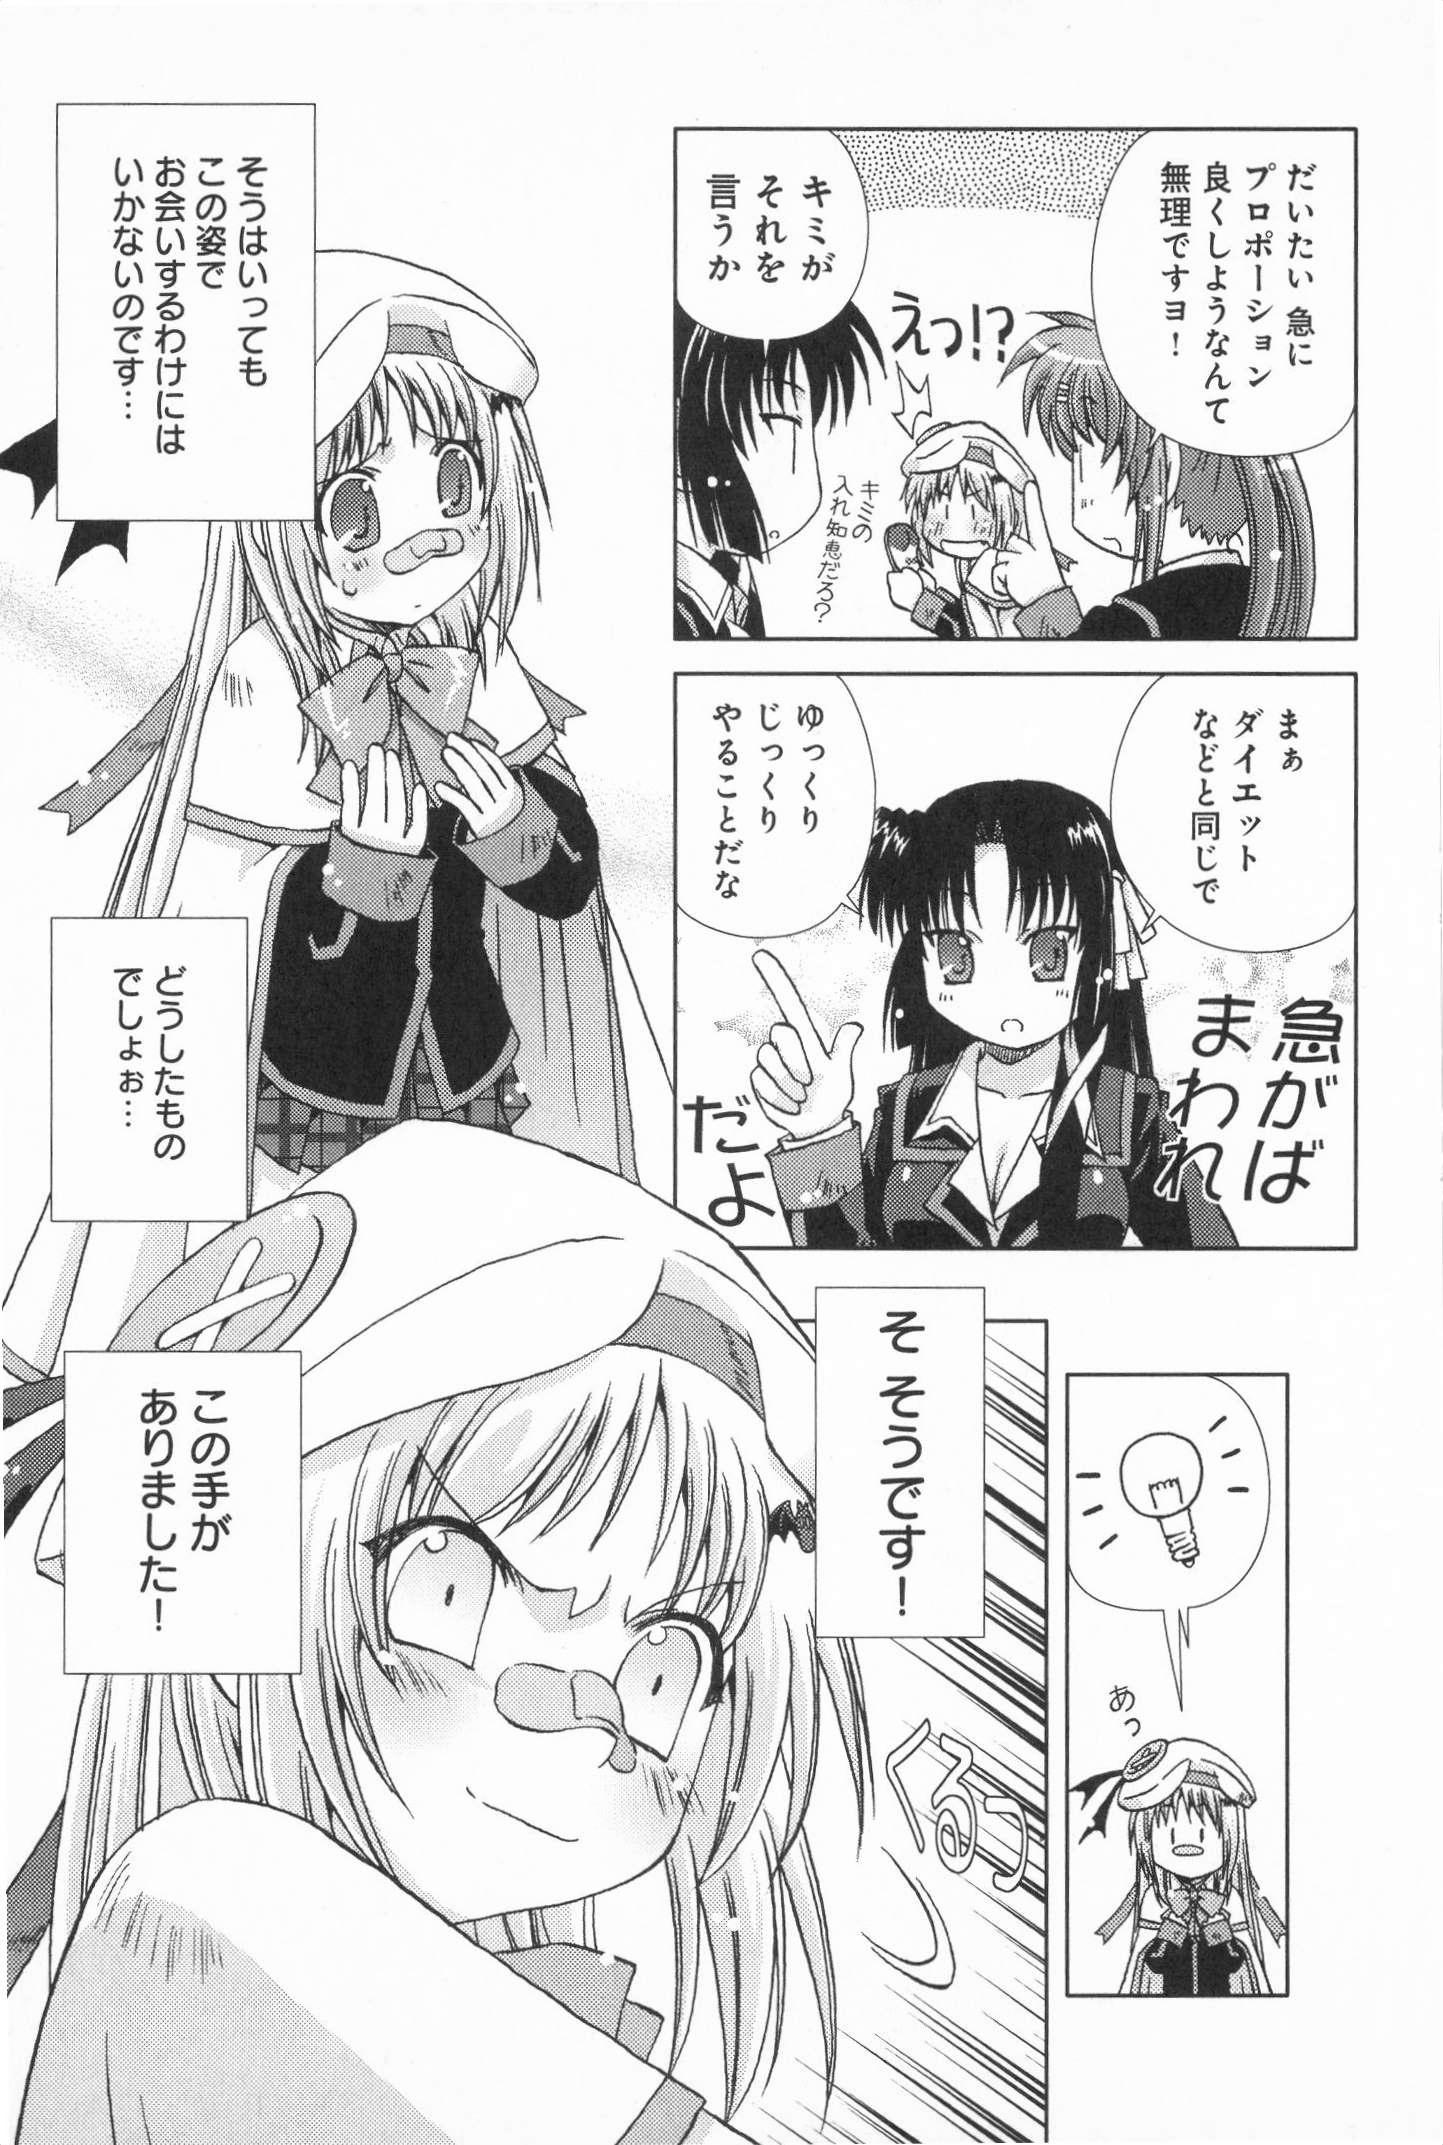 だいたい 急に
プロポーション
良くしようなんて
無理ですヨ!
えっ!?
キミが
それを
言うか
キミの
入れ知恵だろ?
まぁ
ダイエット
などと同じで
ゆっくり
じっくり
やることだな
急がば
まわれ
だよ
そうはいっても
この姿で
お会いするわけには
いかないのです…
どうしたもの
でしょぉ…
あっ
そ そうです!
くるっ
この手が
ありました!